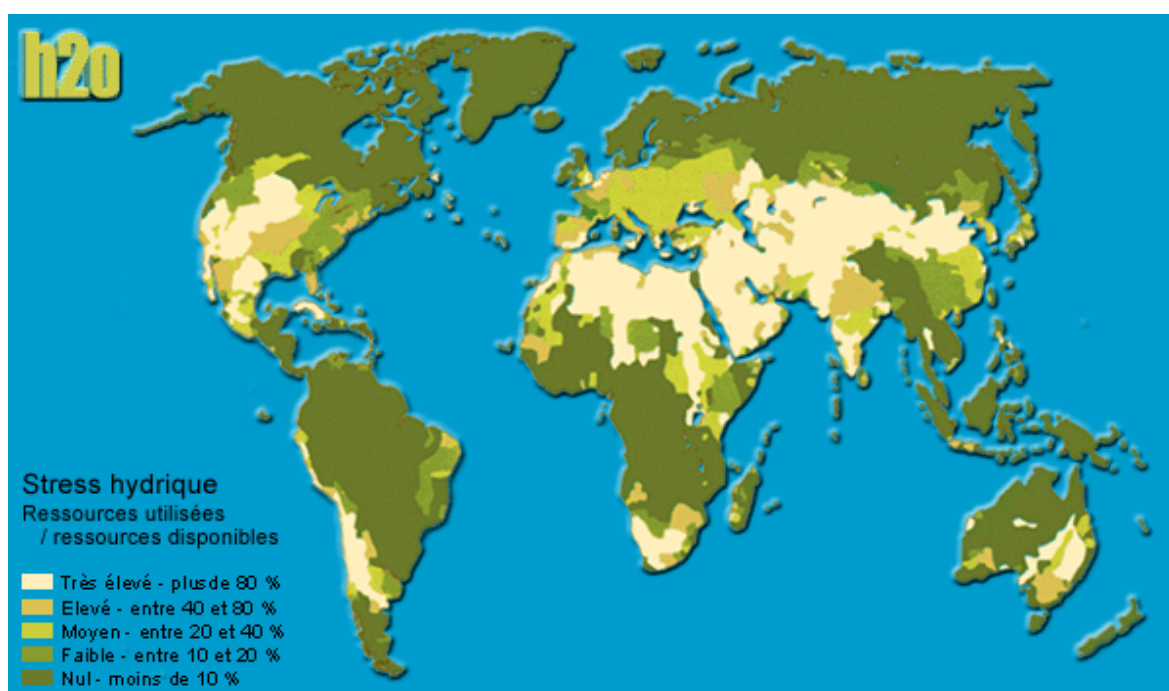 h2o
Stress hydrique
Ressources utilisées
/ ressources disponibles
Très élevé - plus de 80 %
Elevé - entre 40 et 80 %
Moyen - entre 20 et 40 %
Faible - entre 10 et 20 %
Nul - moins de 10 %